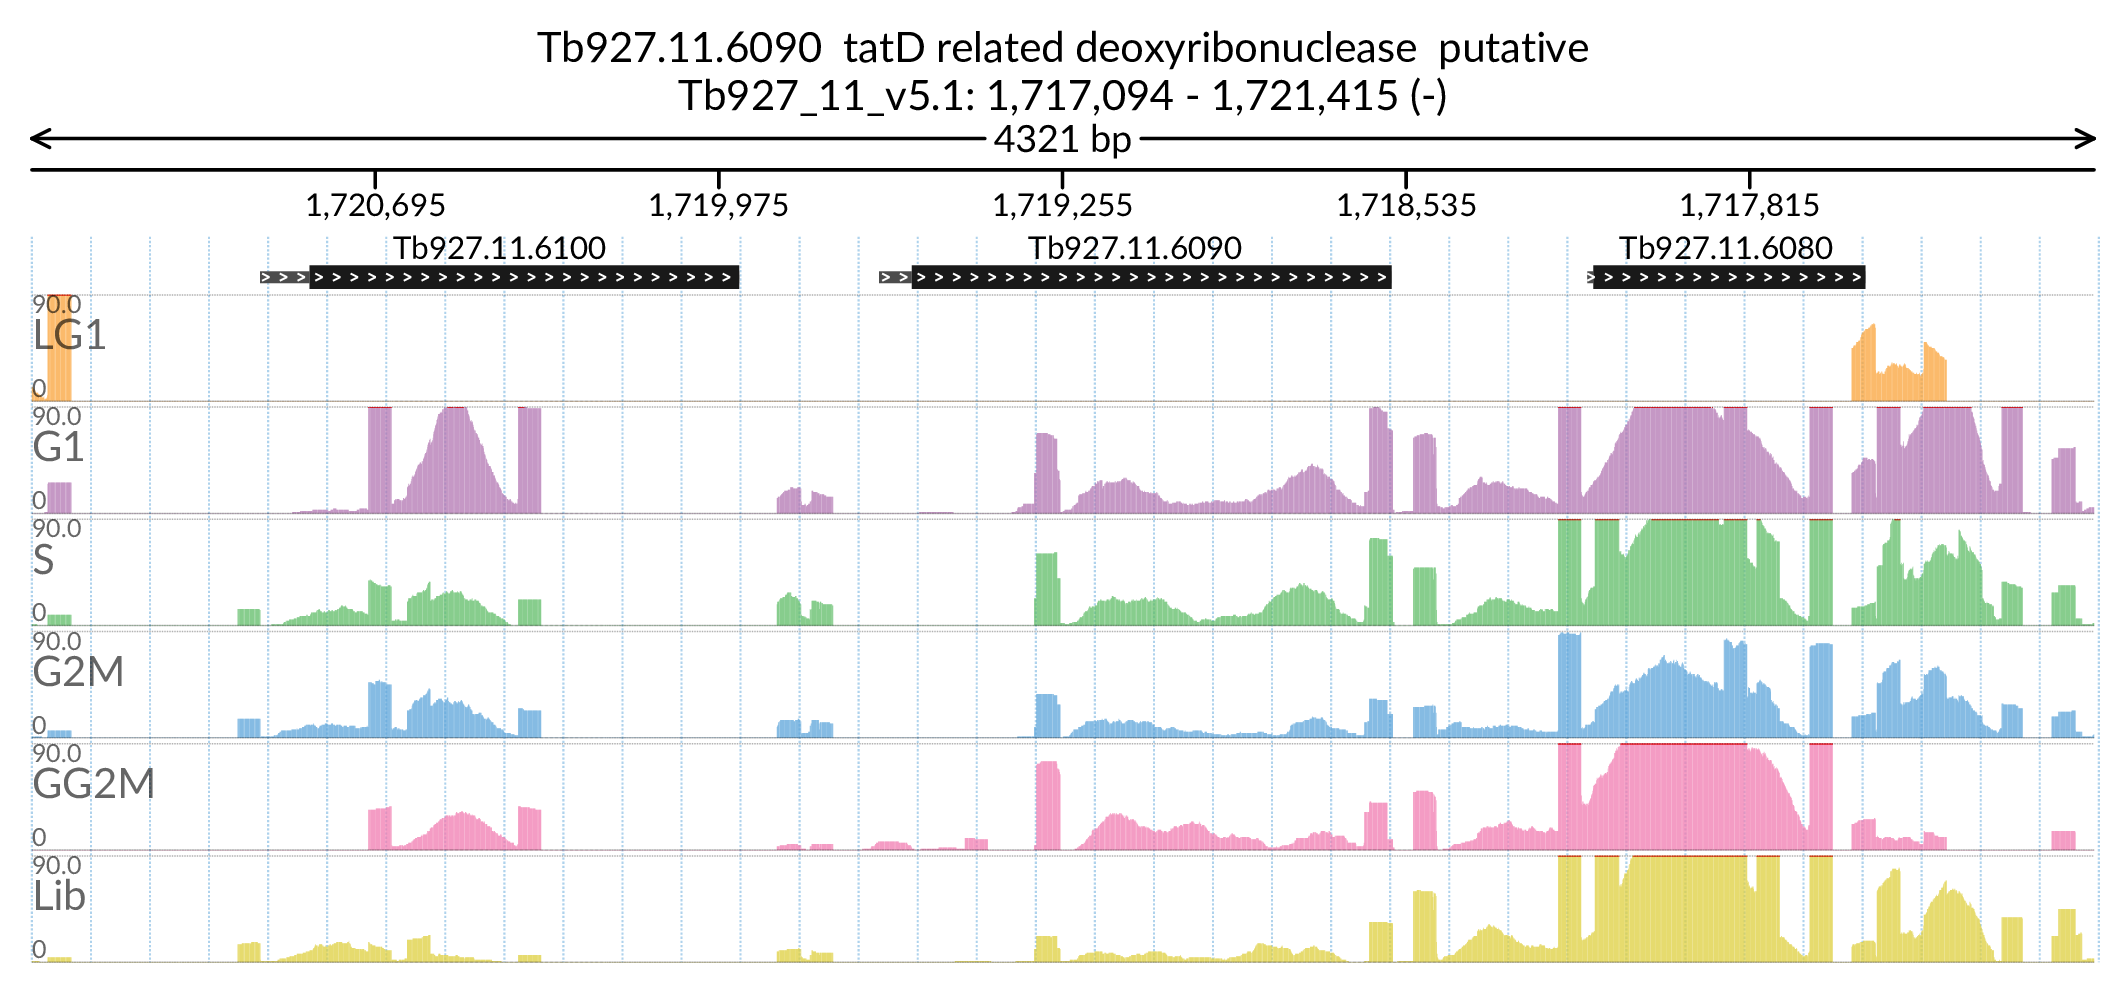 Tb927.11.6090  tatD related deoxyribonuclease  putative
Tb927_11_v5.1: 1,717,094 - 1,721,415 (-)
4321 bp
1,720,695 1,719,975 1,719,255 1,718,535 1,717,815
Tb927.11.6100 Tb927.11.6090 Tb927.11.6080
90.0
LG1
0
90.0
G1
0
90.0
S
0
90.0
G2M
0
90.0
GG2M
0
90.0
Lib
0